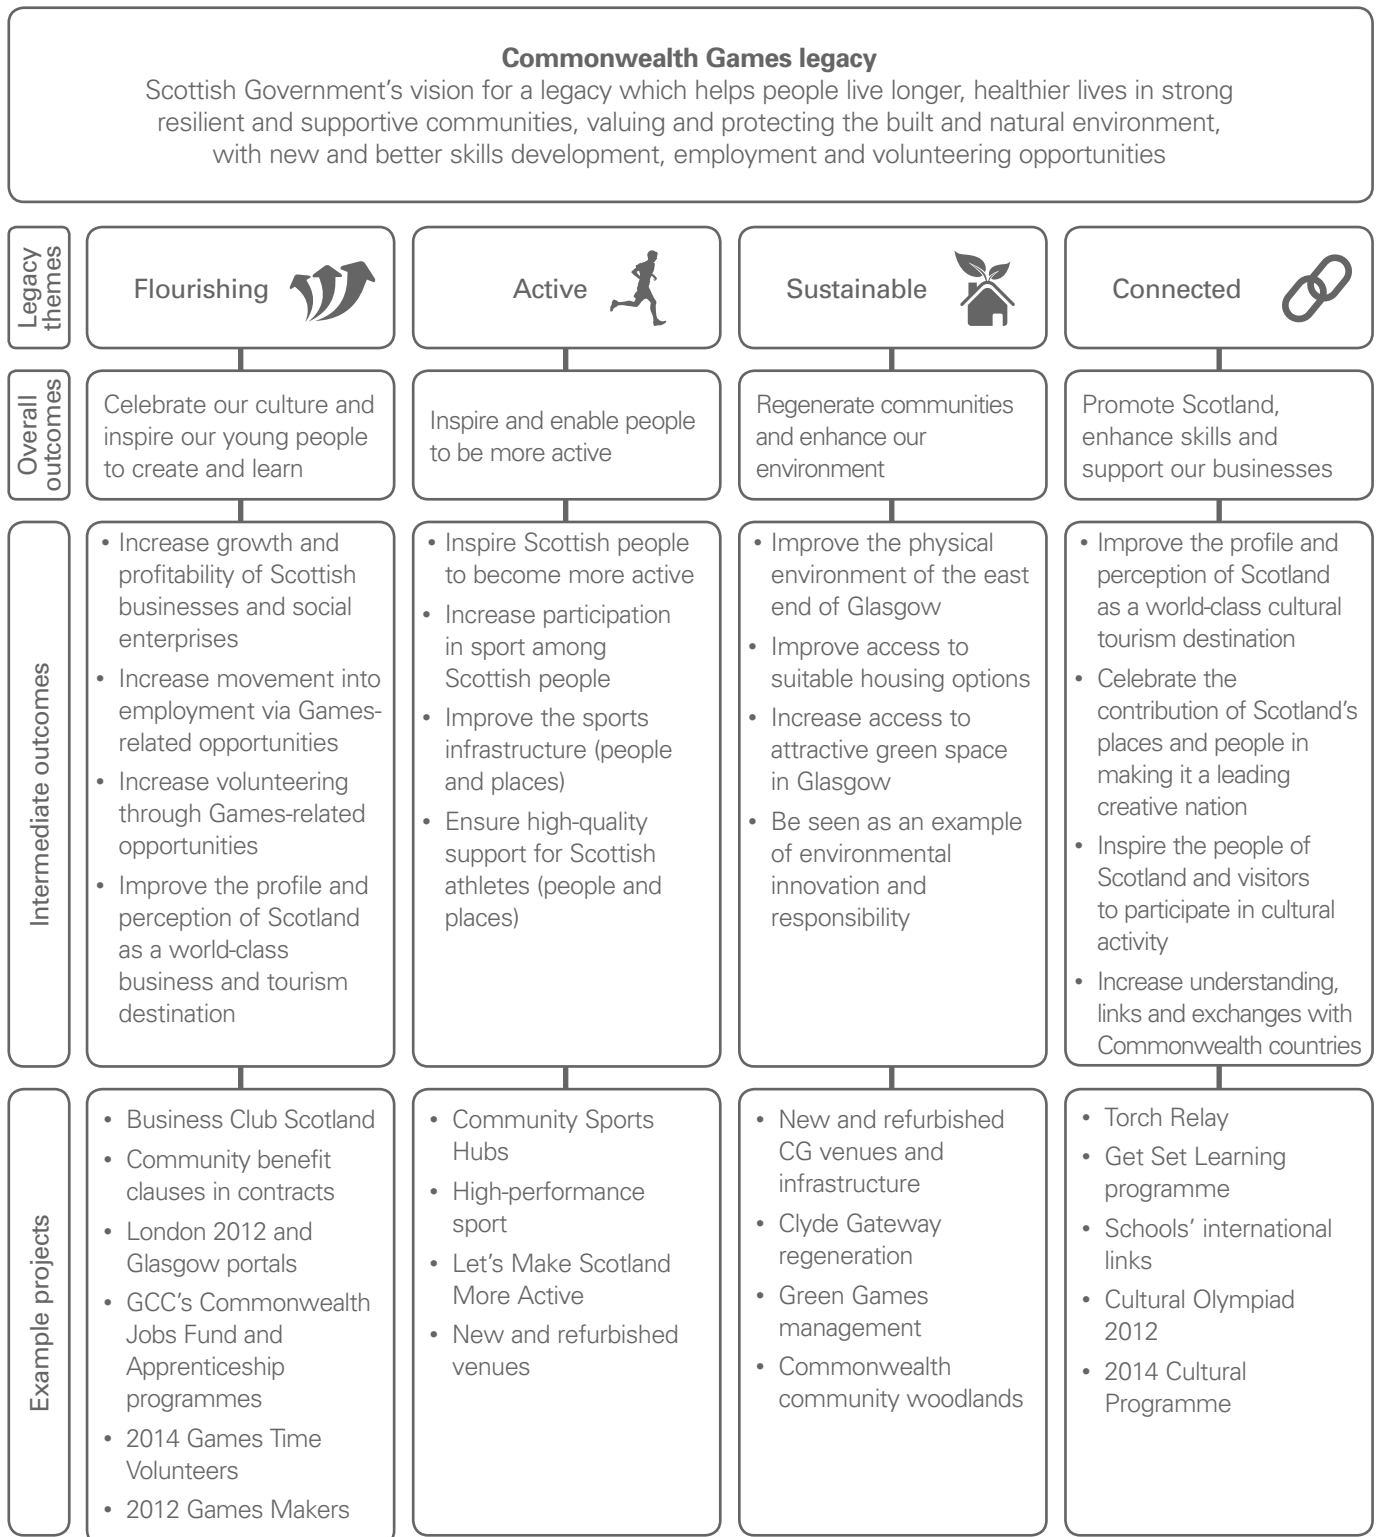 Commonwealth Games legacy
Scottish Government's vision for a legacy which helps people live longer, healthier lives in strong
resilient and supportive communities, valuing and protecting the built and natural environment,
with new and better skills development, employment and volunteering opportunities
Legacy
themes
Flourishing
Active
Sustainable
Connected
Overall
outcomes
Celebrate our culture and
inspire our young people
to create and learn
Inspire and enable people
to be more active
Regenerate communities
and enhance our
environment
Promote Scotland,
enhance skills and
support our businesses
Intermediate outcomes
• Increase growth and
profitability of Scottish
businesses and social
enterprises
• Increase movement into
employment via Games-
related opportunities
• Increase volunteering
through Games-related
opportunities
• Improve the profile and
perception of Scotland
as a world-class
business and tourism
destination
• Inspire Scottish people
to become more active
• Increase participation
in sport among
Scottish people
• Improve the sports
infrastructure (people
and places)
• Ensure high-quality
support for Scottish
athletes (people and
places)
• Improve the physical
environment of the east
end of Glasgow
• Improve access to
suitable housing options
• Increase access to
attractive green space
in Glasgow
• Be seen as an example
of environmental
innovation and
responsibility
• Improve the profile and
perception of Scotland
as a world-class cultural
tourism destination
• Celebrate the
contribution of Scotland's
places and people in
making it a leading
creative nation
• Inspire the people of
Scotland and visitors
to participate in cultural
activity
• Increase understanding,
links and exchanges with
Commonwealth countries
Example projects
• Business Club Scotland
• Community benefit
clauses in contracts
• London 2012 and
Glasgow portals
• GCC's Commonwealth
Jobs Fund and
Apprenticeship
programmes
• 2014 Games Time
Volunteers
• 2012 Games Makers
• Community Sports
Hubs
• High-performance
sport
• Let's Make Scotland
More Active
• New and refurbished
venues
• New and refurbished
CG venues and
infrastructure
• Clyde Gateway
regeneration
• Green Games
management
• Commonwealth
community woodlands
• Torch Relay
• Get Set Learning
programme
• Schools' international
links
• Cultural Olympiad
2012
• 2014 Cultural
Programme